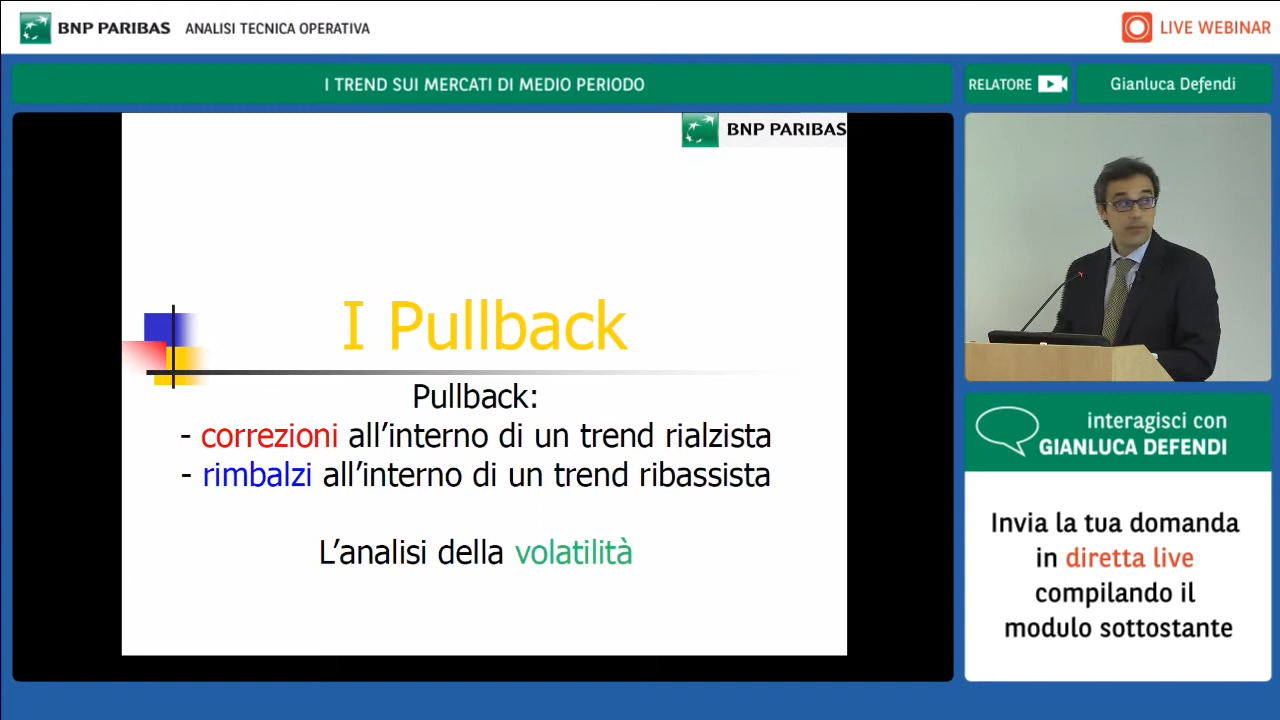 BNP PARIBAS ANALISI TECNICA OPERATIVA
LIVE WEBINAR
I TREND SUI MERCATI DI MEDIO PERIODO
RELATORE
Gianluca Defendi
BNP PARIBAS
I Pullback
Pullback:
- correzioni all’interno di un trend rialzista
- rimbalzi all’interno di un trend ribassista
L’analisi della volatilità
interagisci con
GIANLUCA DEFENDI
Invia la tua domanda
in diretta live
compilando il
modulo sottostante